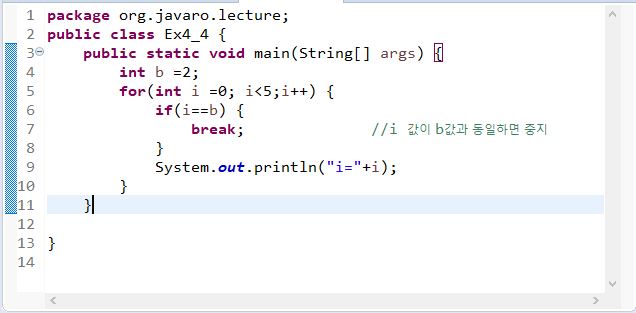 1 package org.javaro.lecture;
2 public class Ex4_4 {
3 public static void main(String[] args) {
4 int b =2;
5 for(int i =0; i<5;i++) {
6 if(i==b) {
7 break; //i 값이 b값과 동일하면 중지
8 }
9 System.out.println("i="+i);
10 }
11 }
12
13 }
14